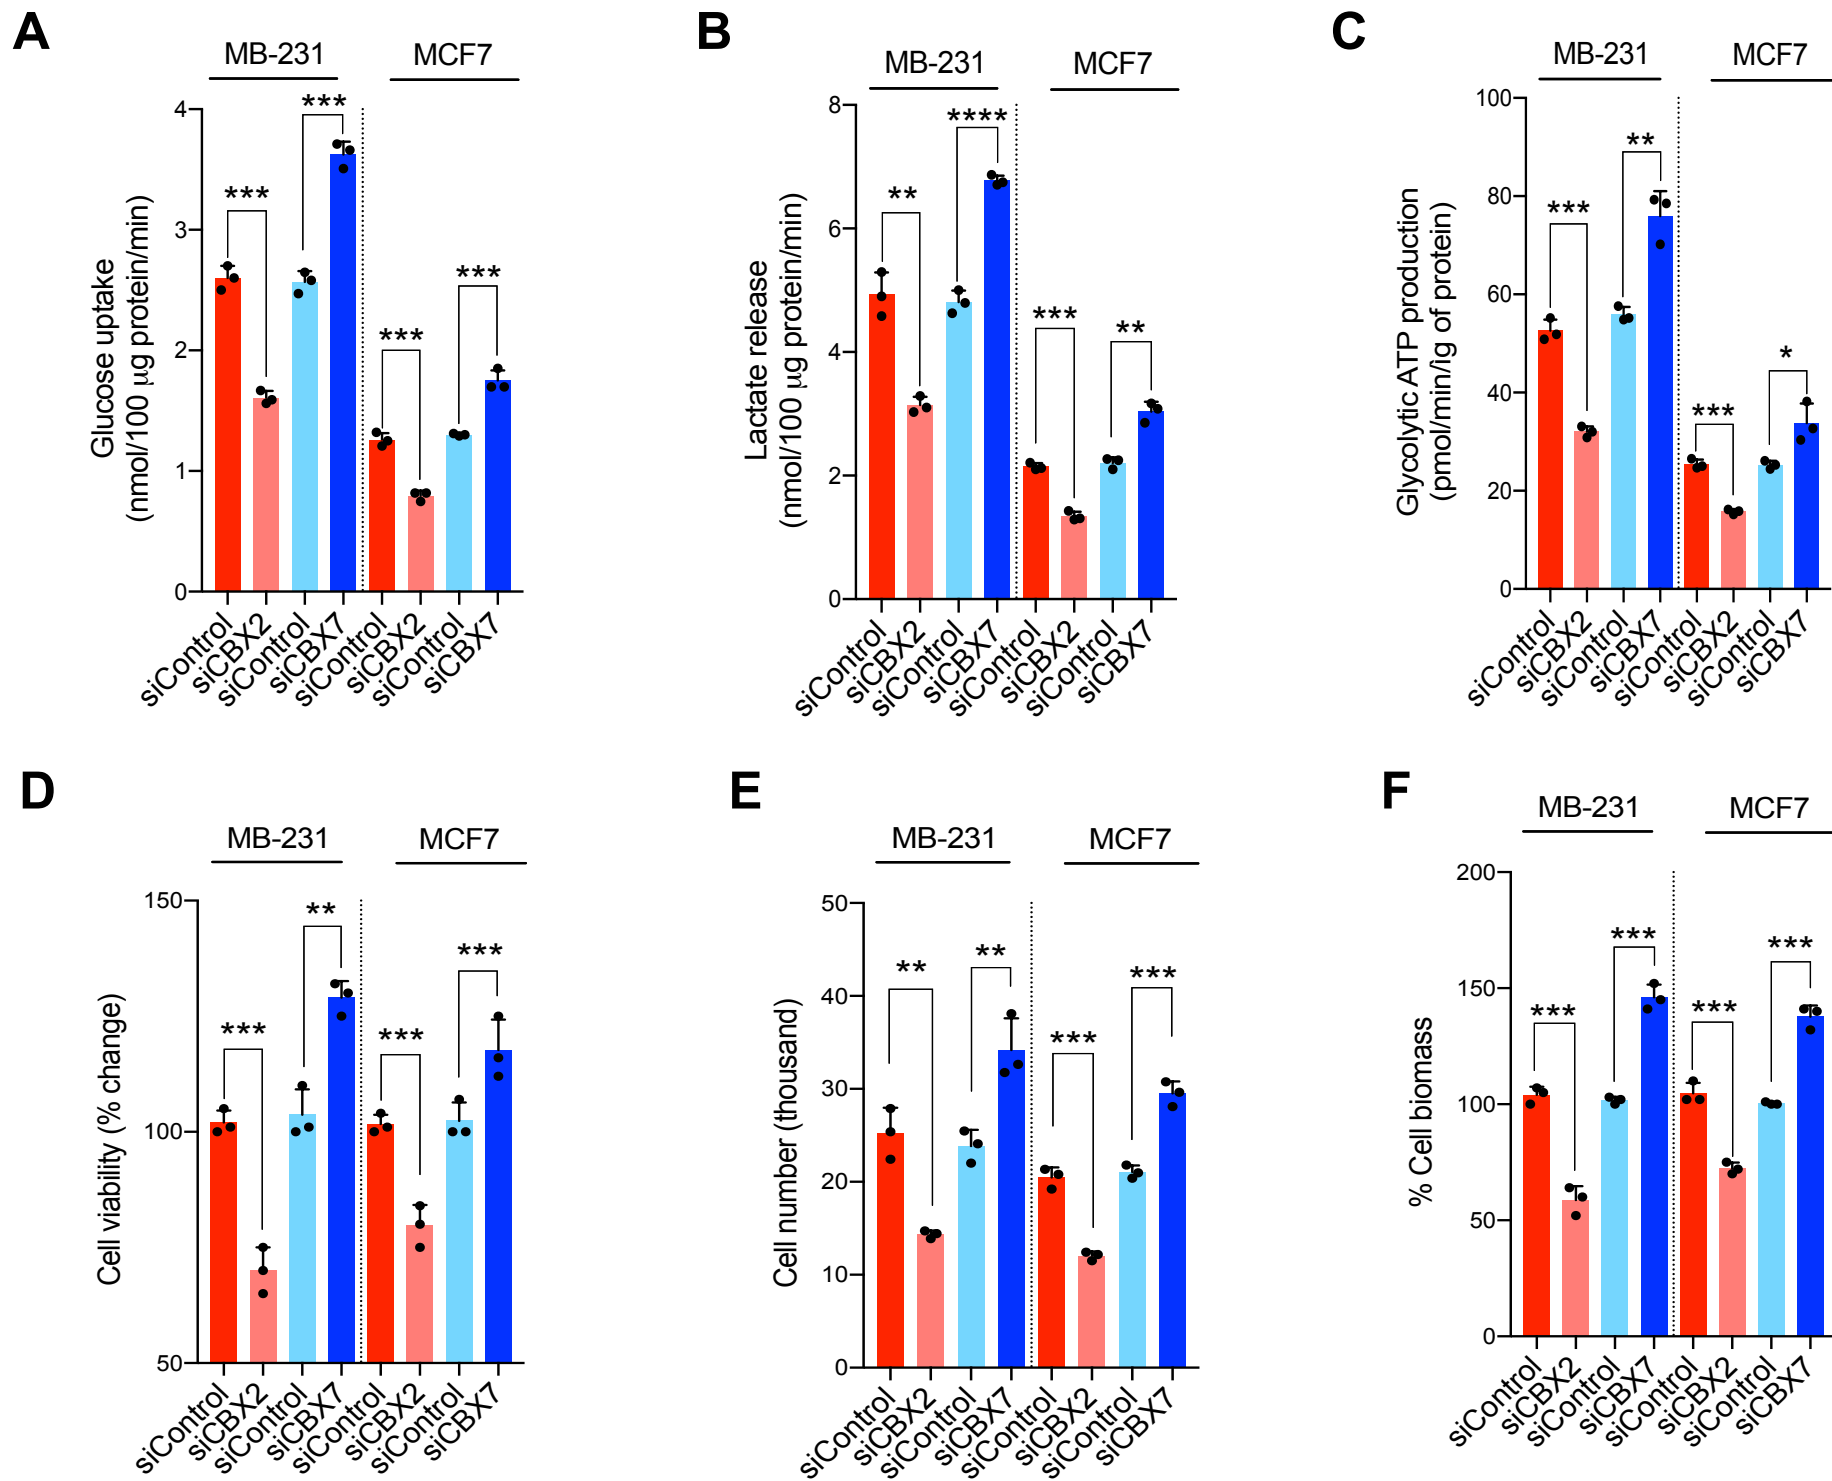 A
MB-231
MCF7
Glucose uptake
(nmol/100 μg protein/min)
4
3
2
1
0
***
***
***
***
siControl
siCBX2
siControl
siCBX7
siControl
siCBX2
siControl
siCBX7
B
MB-231
MCF7
Lactate release
(nmol/100 μg protein/min)
8
6
4
2
0
**
****
***
**
siControl
siCBX2
siControl
siCBX7
siControl
siCBX2
siControl
siCBX7
C
MB-231
MCF7
Glycolytic ATP production
(pmol/min/ig of protein)
100
80
60
40
20
0
***
**
***
*
siControl
siCBX2
siControl
siCBX7
siControl
siCBX2
siControl
siCBX7
D
MB-231
MCF7
Cell viability (% change)
150
100
50
***
**
***
***
siControl
siCBX2
siControl
siCBX7
siControl
siCBX2
siControl
siCBX7
E
MB-231
MCF7
Cell number (thousand)
50
40
30
20
10
0
**
**
***
***
siControl
siCBX2
siControl
siCBX7
siControl
siCBX2
siControl
siCBX7
F
MB-231
MCF7
% Cell biomass
200
150
100
50
0
***
***
***
***
siControl
siCBX2
siControl
siCBX7
siControl
siCBX2
siControl
siCBX7